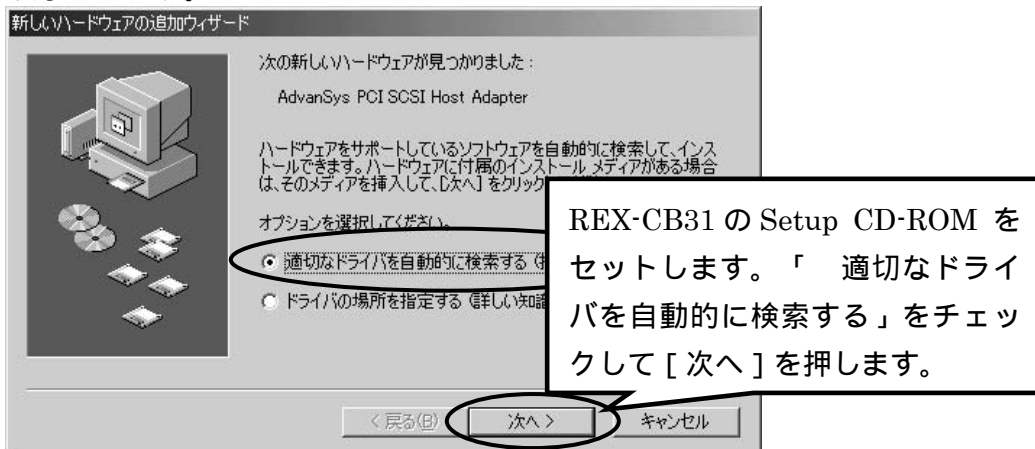 新しいハードウェアの追加ウィザード
次の新しいハードウェアが見つかりました :
AdvanSys PCI SCSI Host Adapter
ハードウェアをサポートしているソフトウェアを自動的に検索して、インス
トールできます。ハードウェアに付属のインストール メディアがある場合
は、そのメディアを挿入して、[次へ] をクリック
オプションを選択してください。
適切なドライバを自動的に検索する
ドライバの場所を指定する (詳しい知識
REX-CB31 の Setup CD-ROM を
セットします。「 適切なドライ
バを自動的に検索する」をチェッ
クして [ 次へ ] を押します。
< 戻る(B)
次へ >
キャンセル